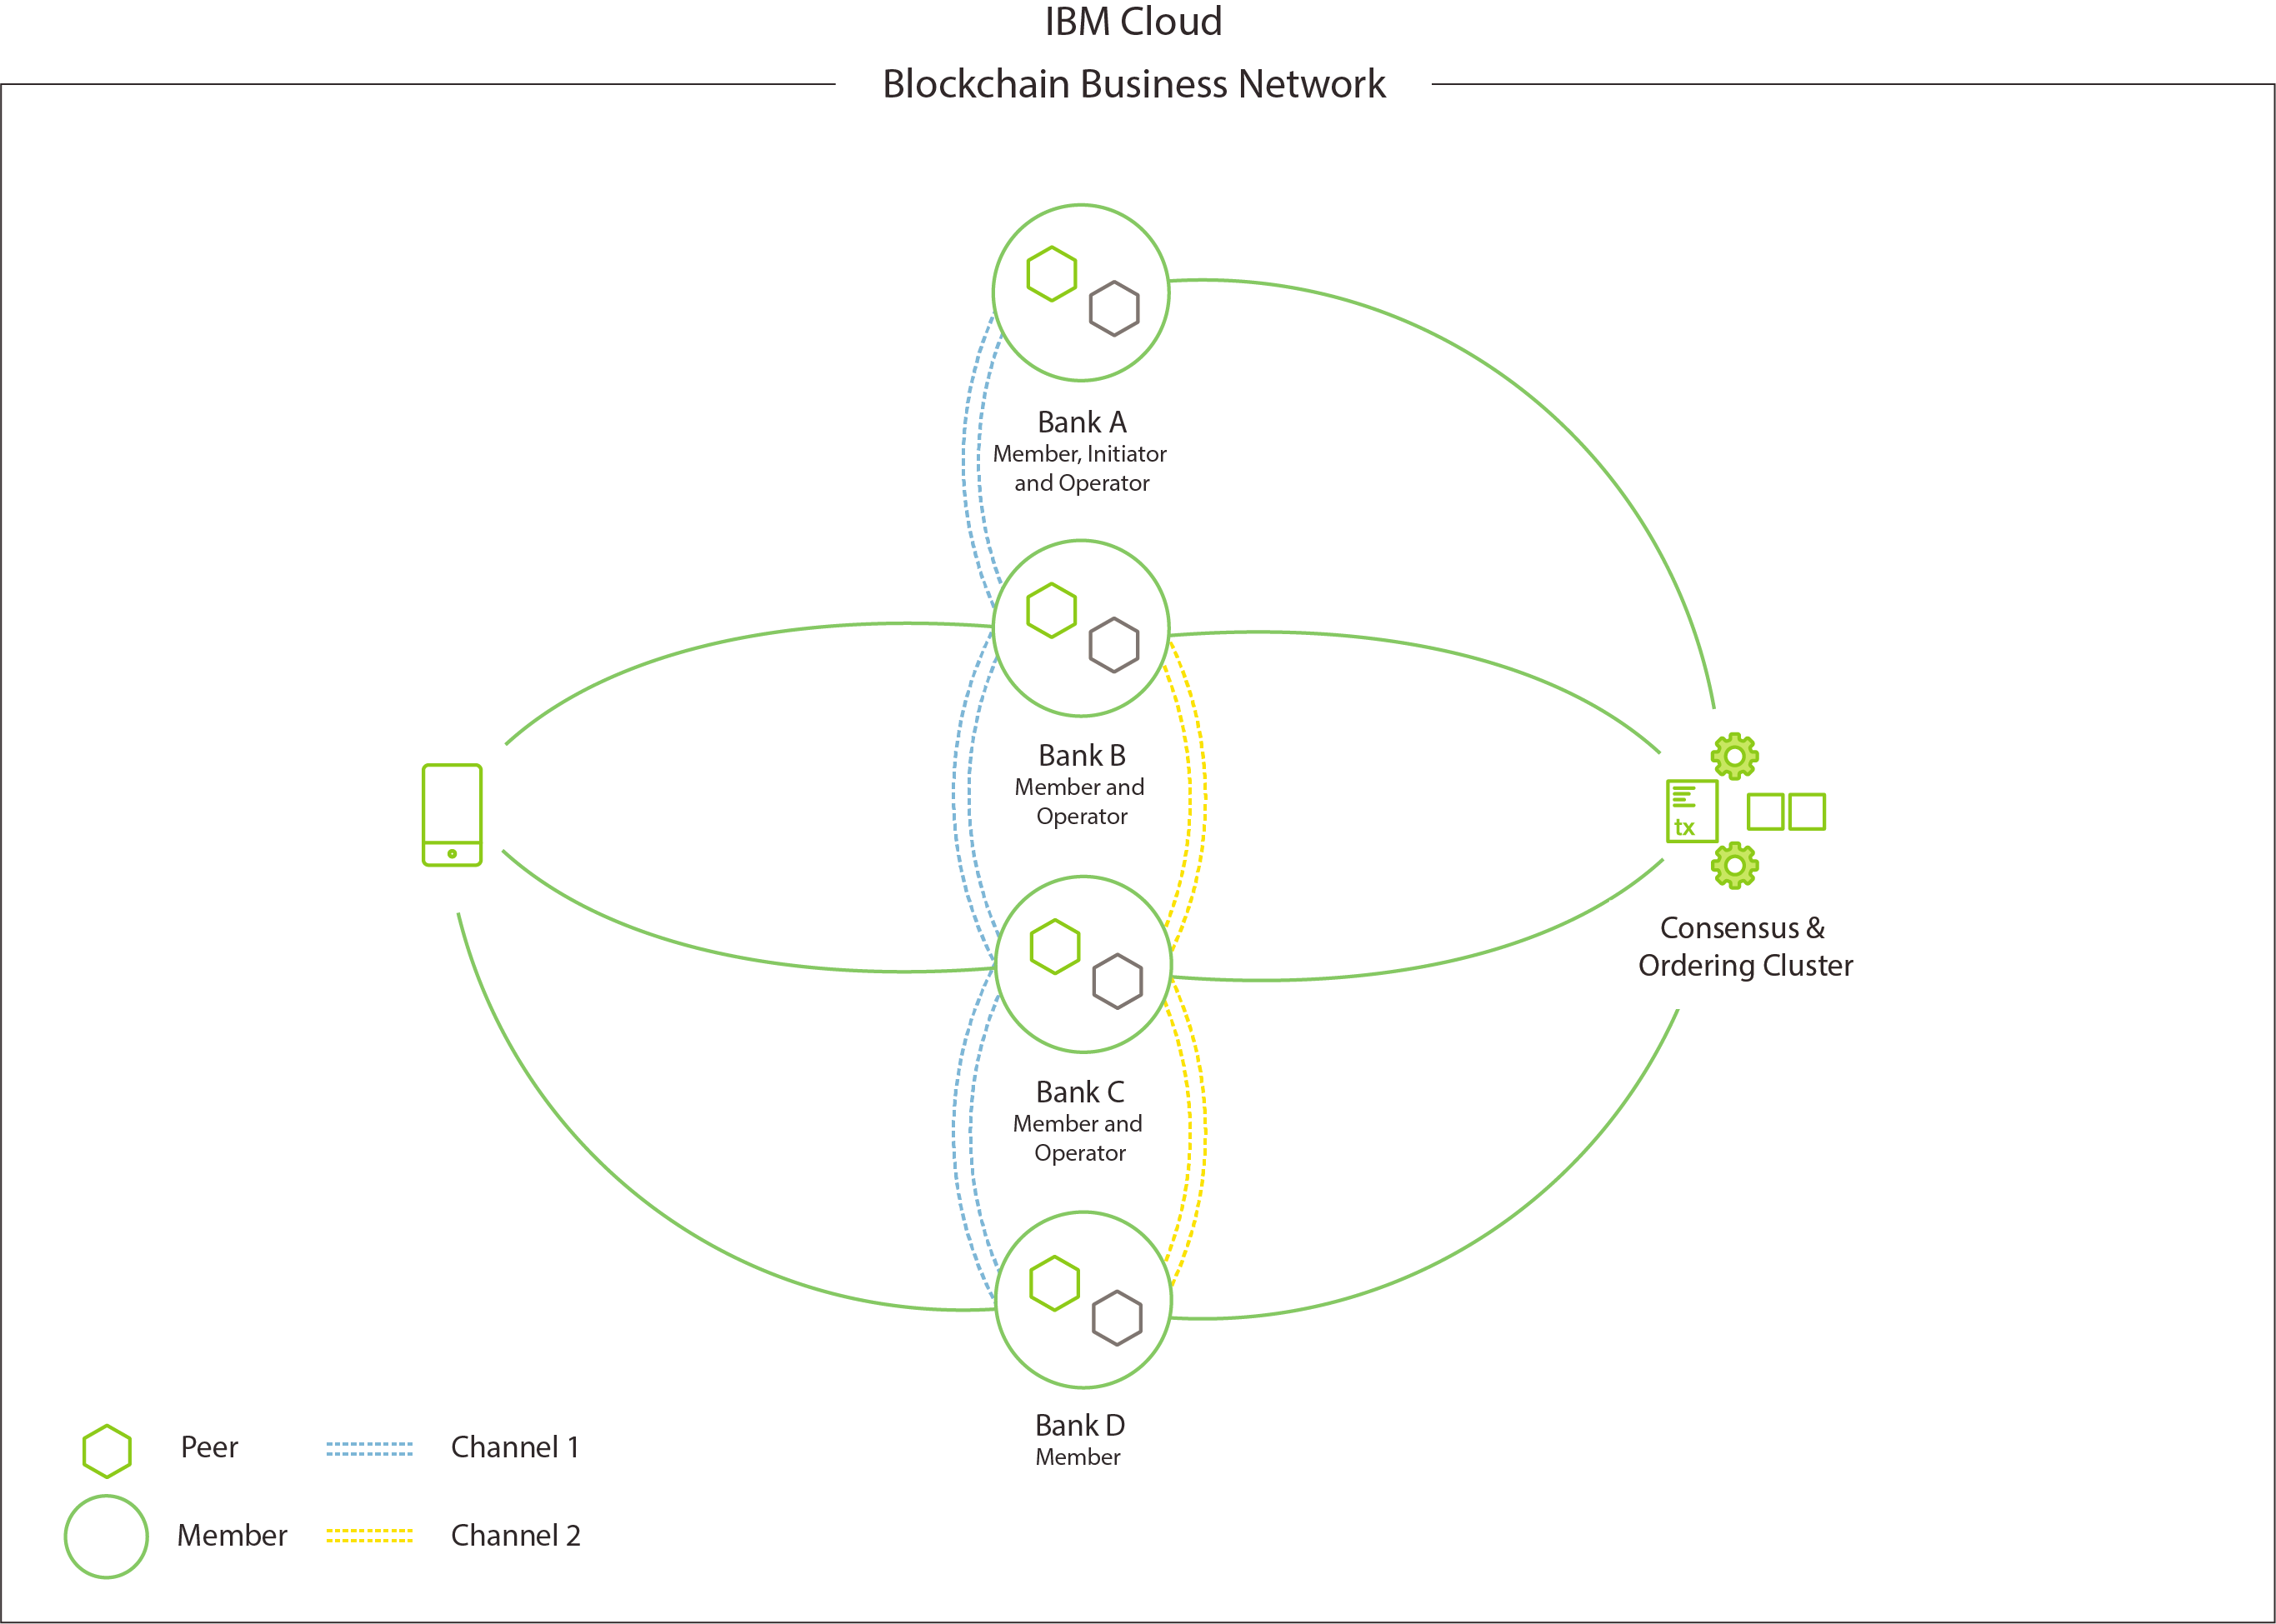 IBM Cloud
Blockchain Business Network
Bank A
Member, Initiator
and Operator
Bank B
Member and
Operator
tx
Consensus &
Ordering Cluster
Bank C
Member and
Operator
Bank D
Member
Peer
Channel 1
Member
Channel 2